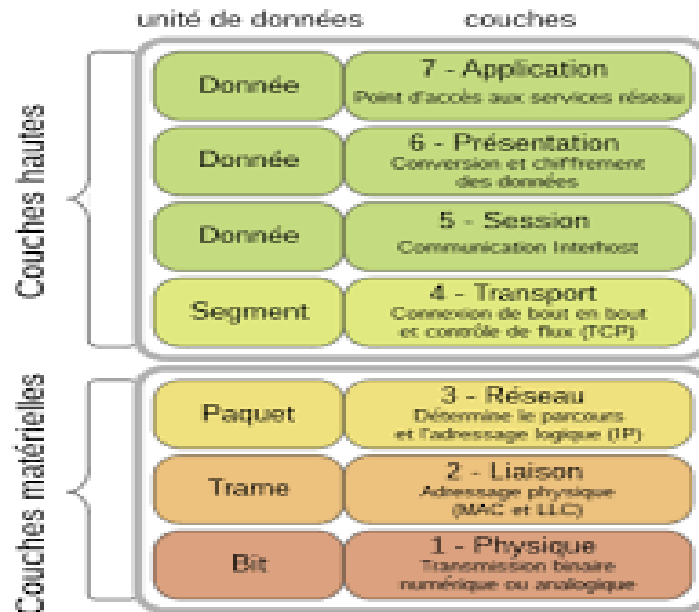 unité de données couches
Couches hautes
Donnée
7 - Application
Point d'accès aux services réseau
Donnée
6 - Présentation
Conversion et chiffrement
des données
Donnée
5 - Session
Communication Interhost
Segment
4 - Transport
Connexion de bout en bout
et contrôle de flux (TCP)
Couches matérielles
Paquet
3 - Réseau
Détermine le parcours
et l'adressage logique (IP)
Trame
2 - Liaison
Adressage physique
(MAC et LLC)
Bit
1 - Physique
Transmission binaire
numérique ou analogique